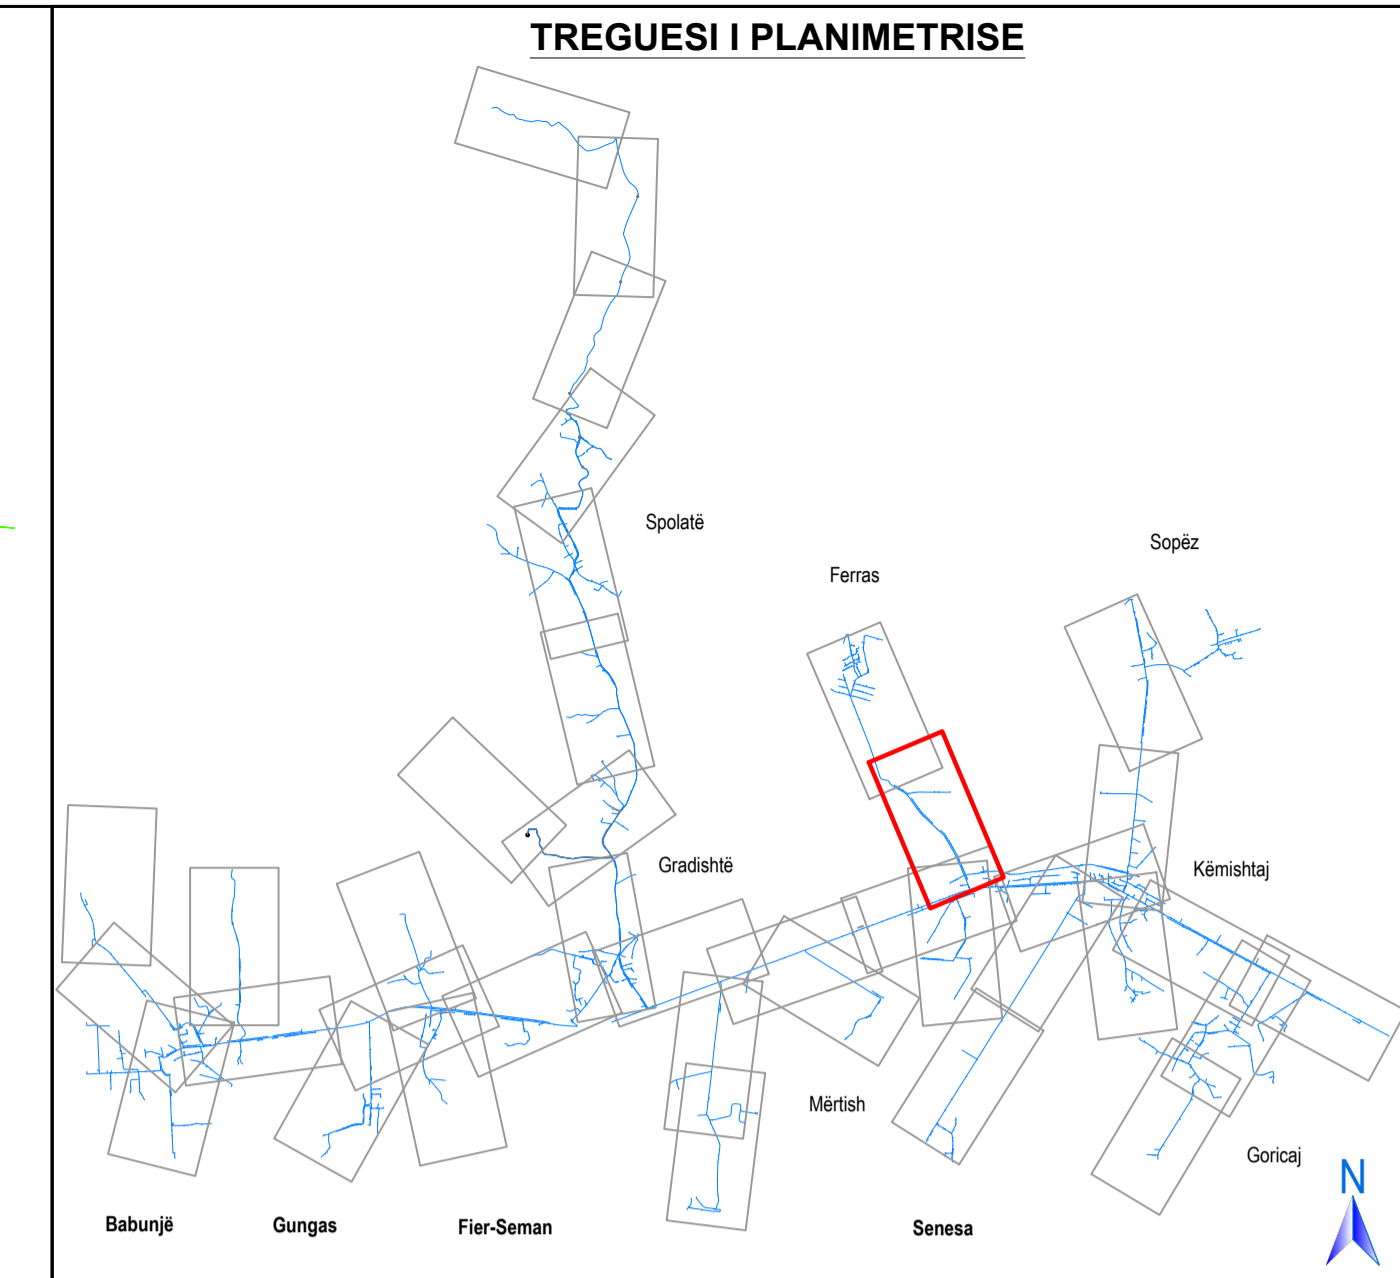 TREGUESI I PLANIMETRISE
Spolatë
Sopëz
Ferras
Gradishtë
Këmishtaj
Mërtish
Goricaj
N
Babunjë
Gungas
Fier-Seman
Senesa